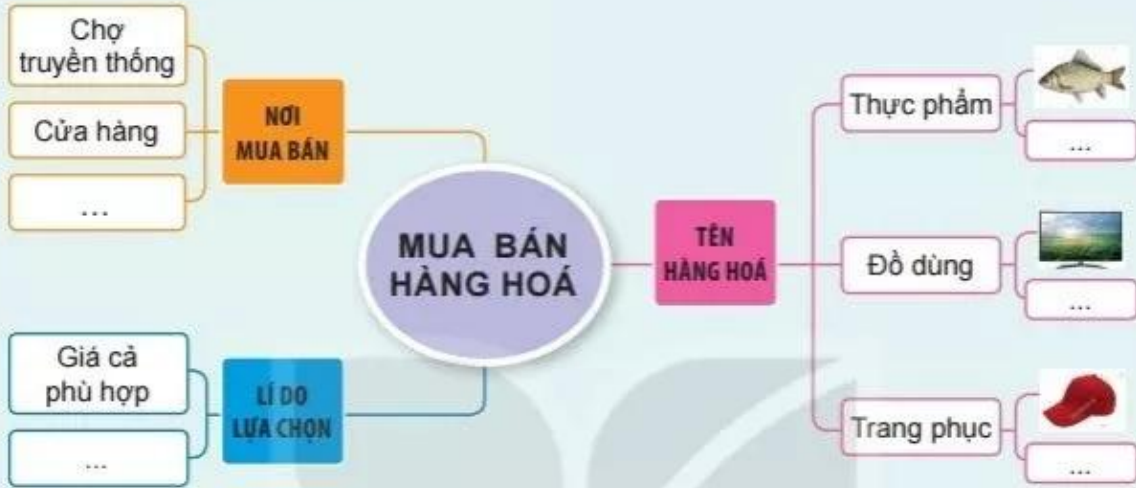 Chợ
truyền thống
Cửa hàng
...
NƠI
MUA BÁN
MUA BÁN
HÀNG HOÁ
Giá cả
phù hợp
...
LÍ DO
LỰA CHỌN
TÊN
HÀNG HOÁ
Thực phẩm
...
Đồ dùng
...
Trang phục
...